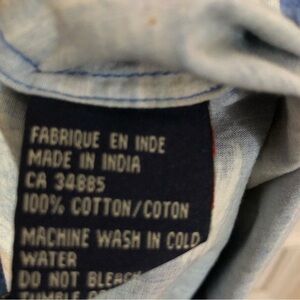 FABRIQUE EN INDE
MADE IN INDIA
CA 34885
100% COTTON/COTON
MACHINE WASH IN COLD
WATER
DO NOT BLEACH
TUMBLE